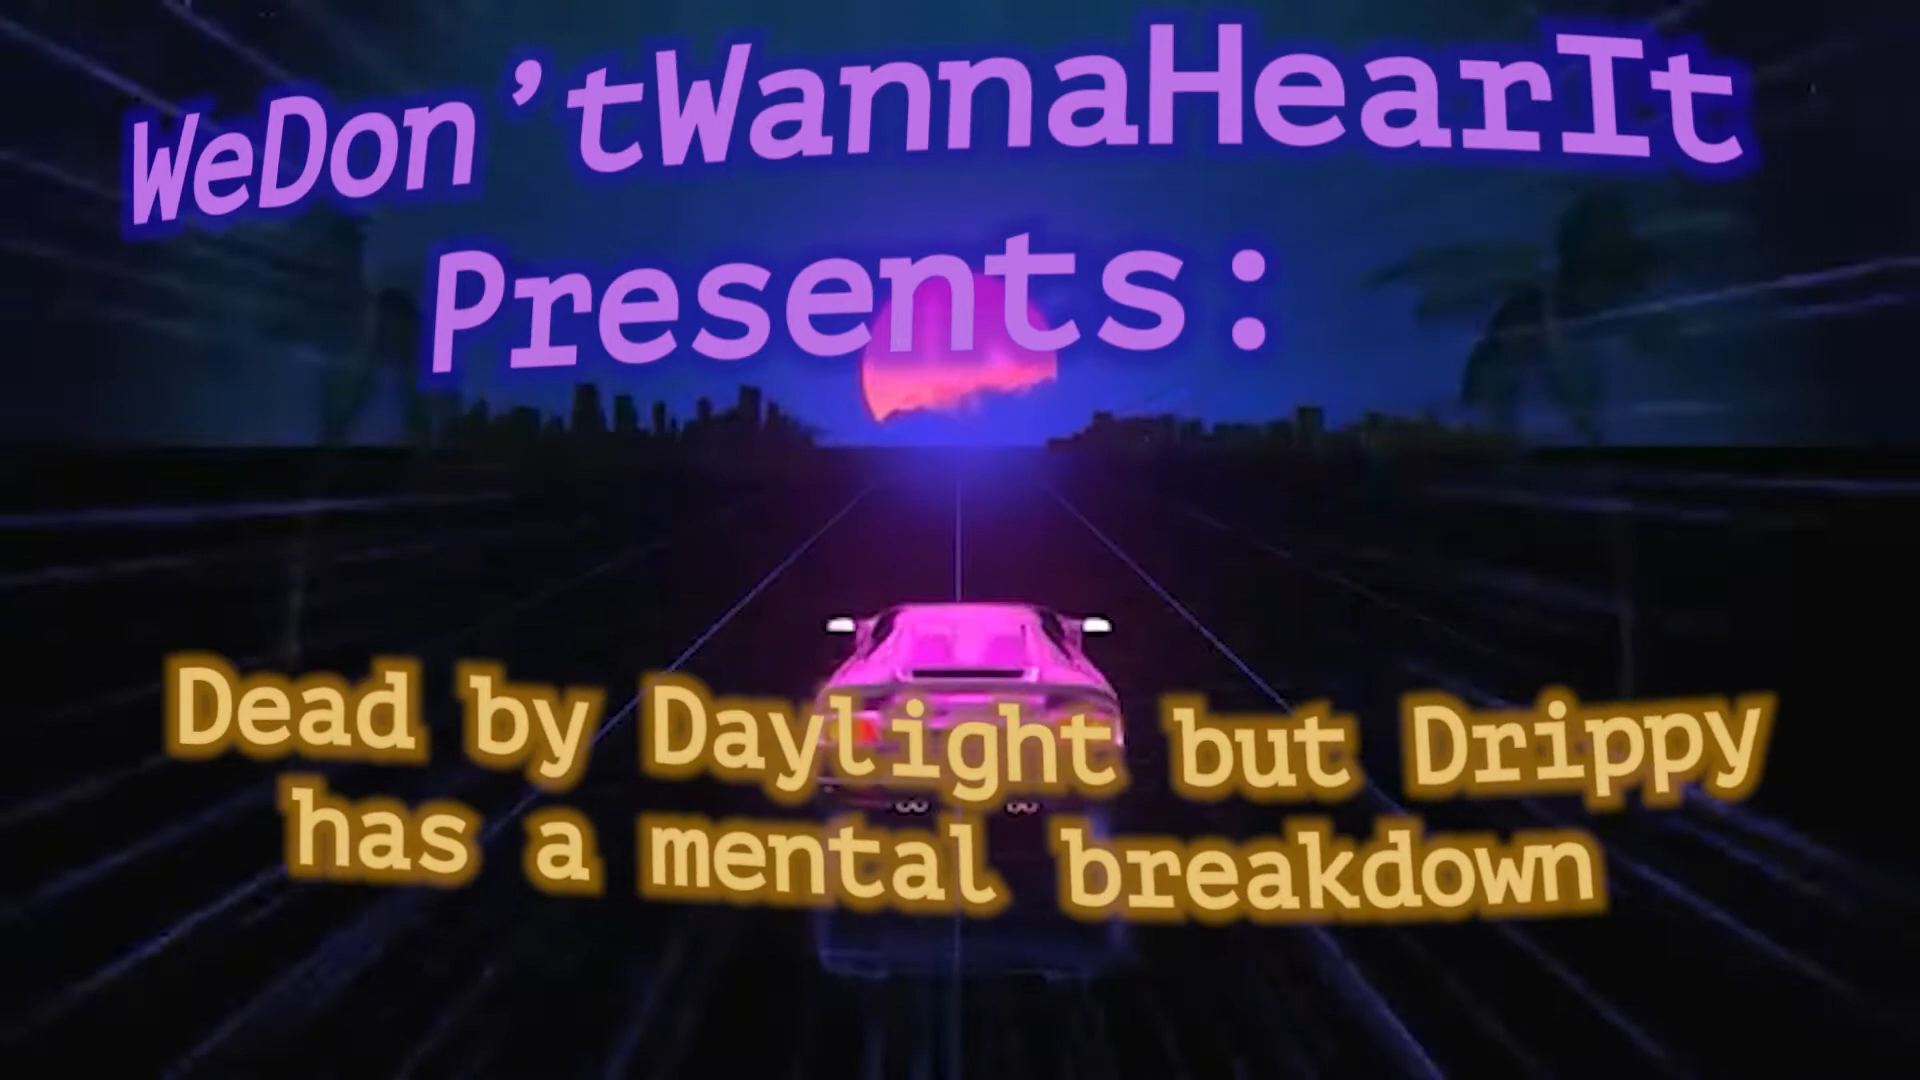 WeDon’tWannaHearIt
Presents:
Dead by Daylight but Drippy
has a mental breakdown